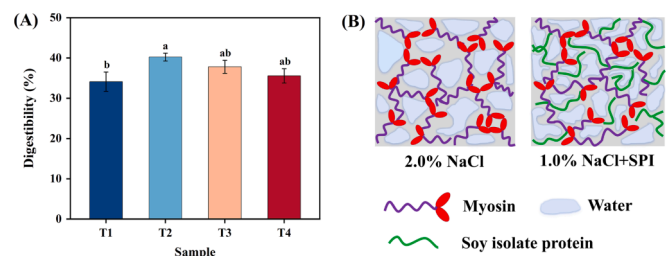 (A)
Digestibility (%)
50
40
30
20
10
0
b
a
ab
ab
T1
T2
T3
T4
Sample
(B)
2.0% NaCl
1.0% NaCl+SPI
Myosin
Water
Soy isolate protein